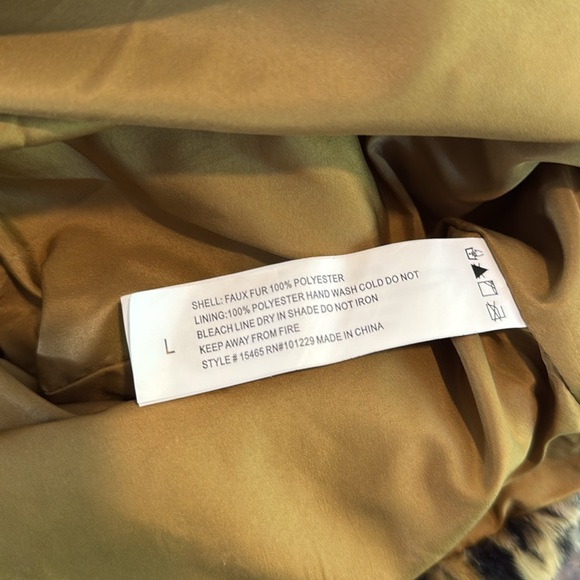 L
SHELL: FAUX FUR 100% POLYESTER
LINING:100% POLYESTER HAND WASH COLD DO NOT
BLEACH LINE DRY IN SHADE DO NOT IRON
KEEP AWAY FROM FIRE
STYLE # 15465 RN#101229 MADE IN CHINA